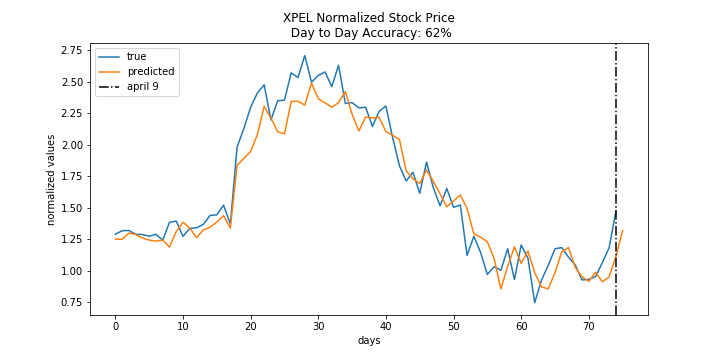 XPEL Normalized Stock Price
Day to Day Accuracy: 62%
true
predicted
april 9
normalized values
2.75
2.50
2.25
2.00
1.75
1.50
1.25
1.00
0.75
0 10 20 30 40 50 60 70
days